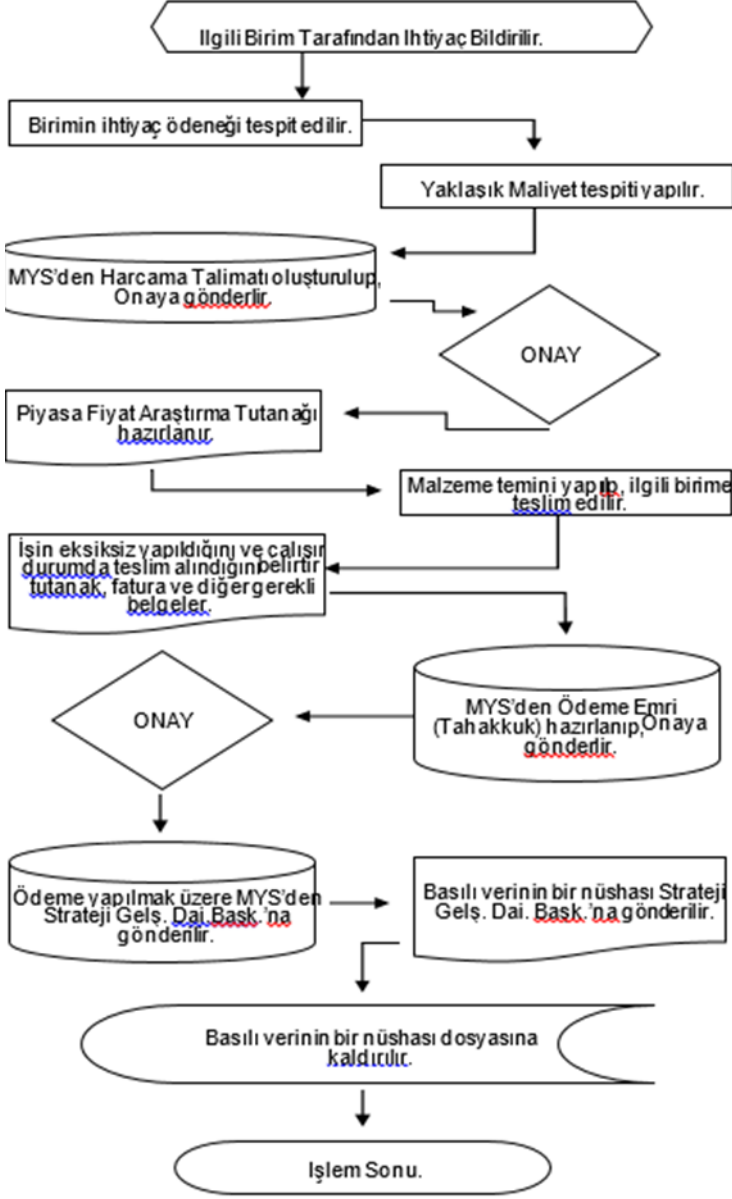 Ilgili Birim Tarafından Ihtiyaç Bildirilir.
Birimin ihtiyaç ödeneği tespit edilir.
Yaklaşık Maliyet tespiti yapılır.
MYS'den Harcama Talimatı oluşturulup,
Onaya gönderlir.
ONAY
Piyasa Fiyat Araştırma Tutanağı
hazırlanır.
Malzeme temini yapılıp, ilgili birime
teslim edilir.
İşin eksiksiz yapıldığını ve calışır
durumda teslim alındığını belirtir
tutanak, fatura ve diğer gerekli
belgeler.
MYS'den Ödeme Emri
(Tahakkuk) hazırlanıp,Onaya
gönderlir.
ONAY
Ödeme yapılmak üzere MYS'den
Strateji Gelş. Dai.Başk.'na
gönderilir.
Basılı verinin bir nüshası Strateji
Gelş. Dai. Başk.'na gönderilir.
Basılı verinin bir nüshası dosyasına
kaldırılır.
Işlem Sonu.